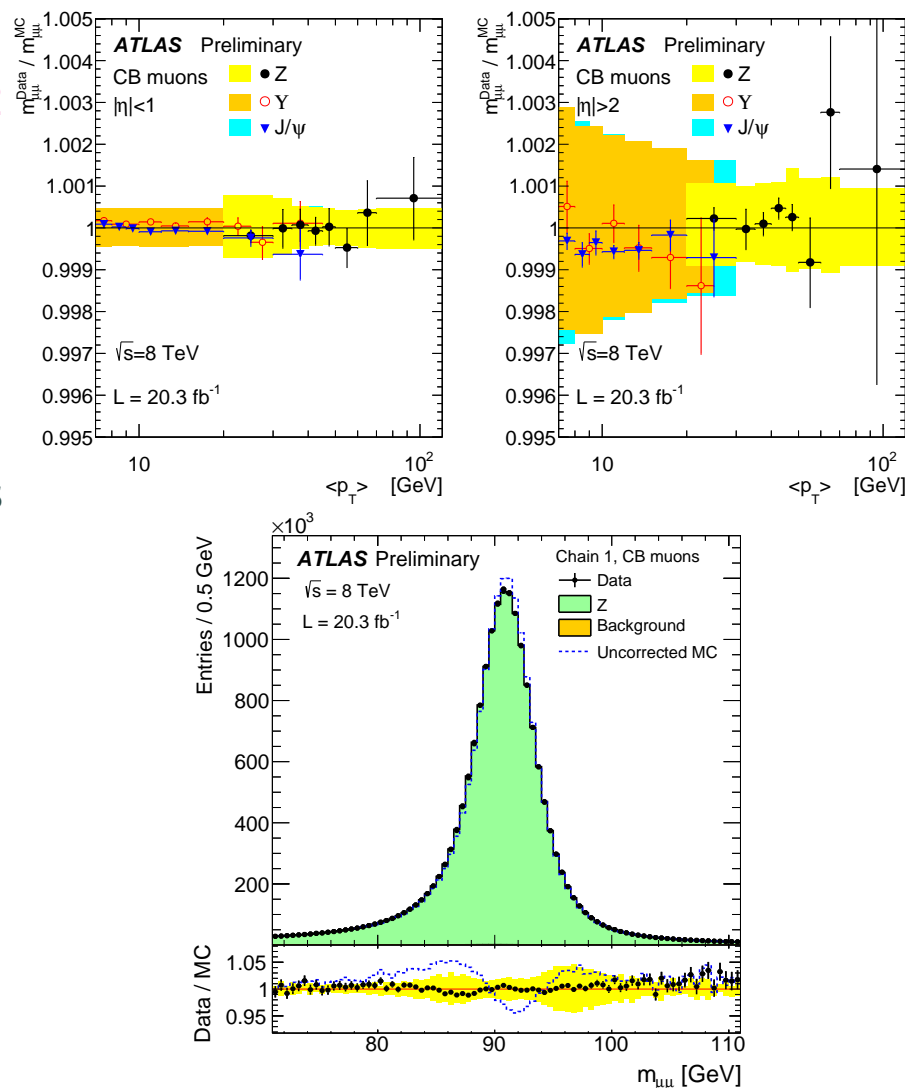 m_μμ^Data / m_μμ^MC
1.005
1.004
1.003
1.002
1.001
1
0.999
0.998
0.997
0.996
0.995
ATLAS Preliminary
CB muons
|η|<1
Z
Υ
J/ψ
√s=8 TeV
L = 20.3 fb⁻¹
10
10²
<p_T> [GeV]
m_μμ^Data / m_μμ^MC
1.005
1.004
1.003
1.002
1.001
1
0.999
0.998
0.997
0.996
0.995
ATLAS Preliminary
CB muons
|η|>2
Z
Υ
J/ψ
√s=8 TeV
L = 20.3 fb⁻¹
10
10²
<p_T> [GeV]
×10³
Entries / 0.5 GeV
1200
1000
800
600
400
200
ATLAS Preliminary
√s = 8 TeV
L = 20.3 fb⁻¹
Chain 1, CB muons
Data
Z
Background
Uncorrected MC
Data / MC
1.05
1
0.95
80
90
100
110
m_μμ [GeV]